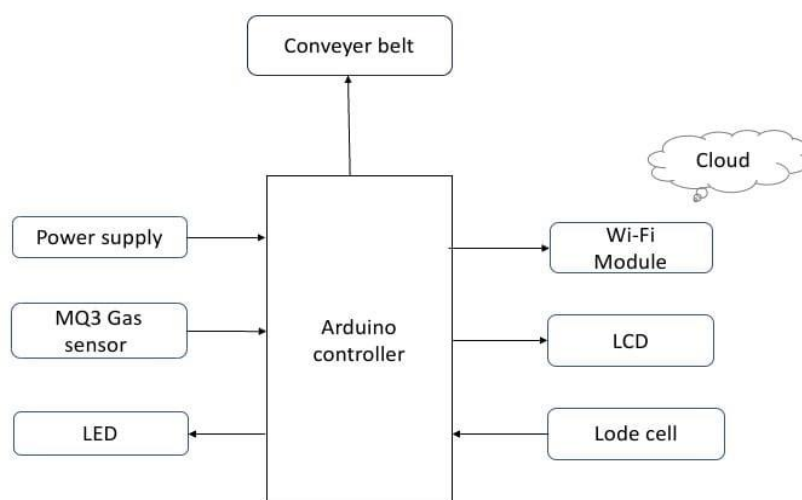 Conveyer belt
Cloud
Power supply
Wi-Fi
Module
MQ3 Gas
sensor
Arduino
controller
LCD
LED
Lode cell